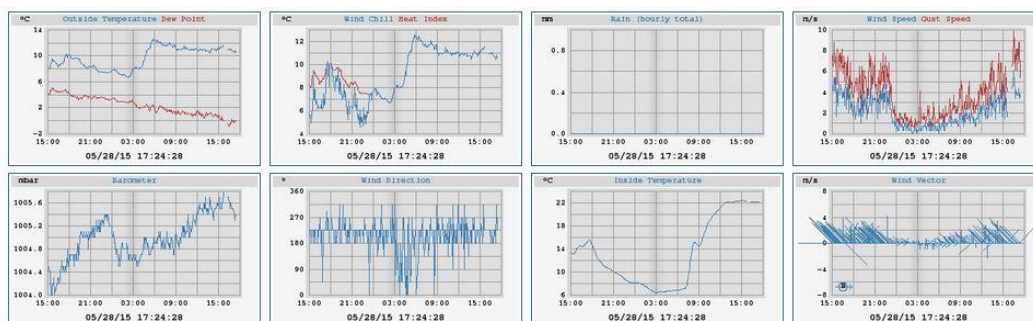 °C Outside Temperature Dew Point
14
10
6
2
−2
15:00 21:00 03:00 09:00 15:00
05/28/15 17:24:28
°C Wind Chill Heat Index
12
10
8
6
4
15:00 21:00 03:00 09:00 15:00
05/28/15 17:24:28
mm Rain (hourly total)
0.8
0.4
0.0
15:00 21:00 03:00 09:00 15:00
05/28/15 17:24:28
m/s Wind Speed Gust Speed
10
8
6
4
2
0
15:00 21:00 03:00 09:00 15:00
05/28/15 17:24:28
mbar Barometer
1005.6
1005.2
1004.8
1004.4
1004.0
15:00 21:00 03:00 09:00 15:00
05/28/15 17:24:28
° Wind Direction
360
270
180
90
0
15:00 21:00 03:00 09:00 15:00
05/28/15 17:24:28
°C Inside Temperature
22
18
14
10
6
15:00 21:00 03:00 09:00 15:00
05/28/15 17:24:28
m/s Wind Vector
8
4
0
−4
−8
N
15:00 21:00 03:00 09:00 15:00
05/28/15 17:24:28